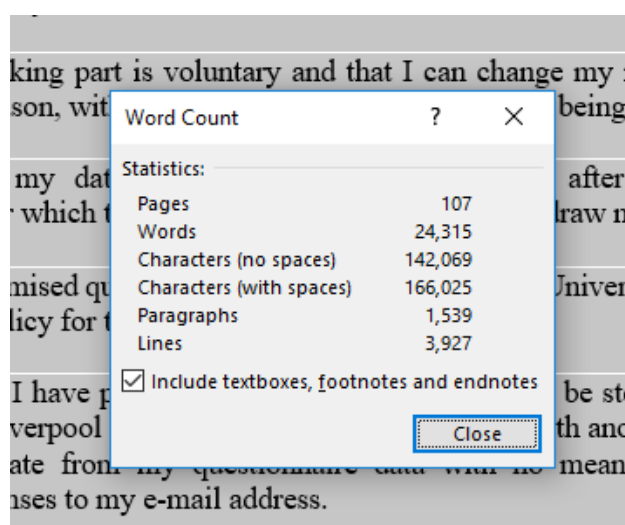 king part is voluntary and that I can change my
son, wit being
my dat after
which t draw
mised qu Univer
licy for t
I have p be st
verpool th and
ate from my questionnaire data with no mean
nses to my e-mail address.
Word Count ? ×
Statistics:
Pages 107
Words 24,315
Characters (no spaces) 142,069
Characters (with spaces) 166,025
Paragraphs 1,539
Lines 3,927
Include textboxes, footnotes and endnotes
Close